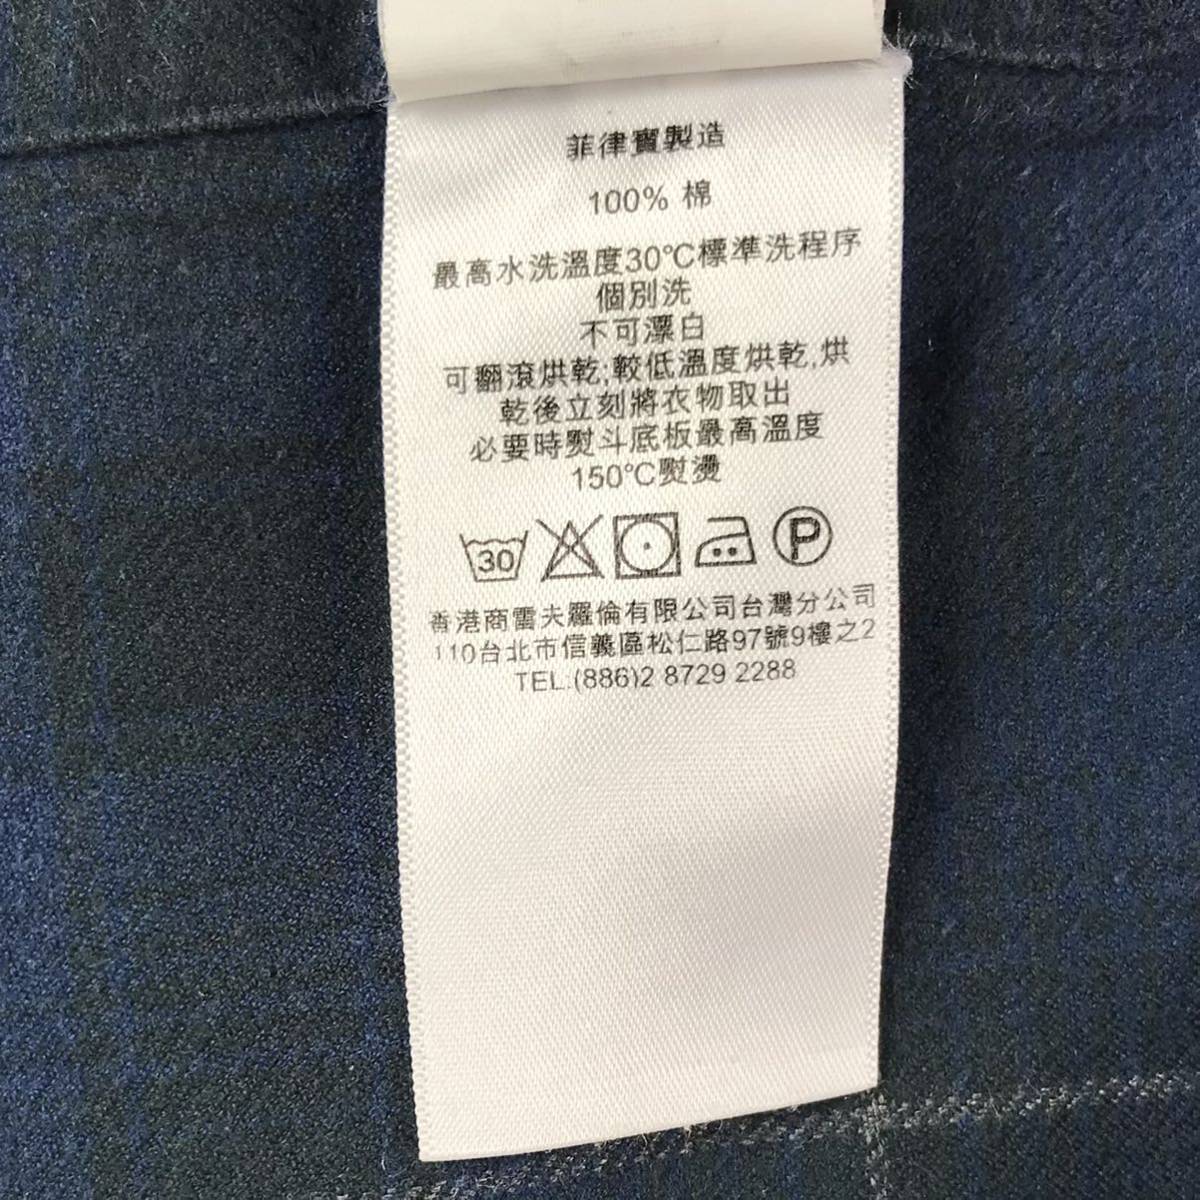 菲律賓製造
100% 棉
最高水洗溫度30℃標準洗程序
個別洗
不可漂白
可翻滾烘乾;較低溫度烘乾,烘
乾後立刻將衣物取出
必要時熨斗底板最高溫度
150℃熨燙
30
P
香港商雷夫羅倫有限公司台灣分公司
110台北市信義區松仁路97號9樓之2
TEL.(886)2 8729 2288